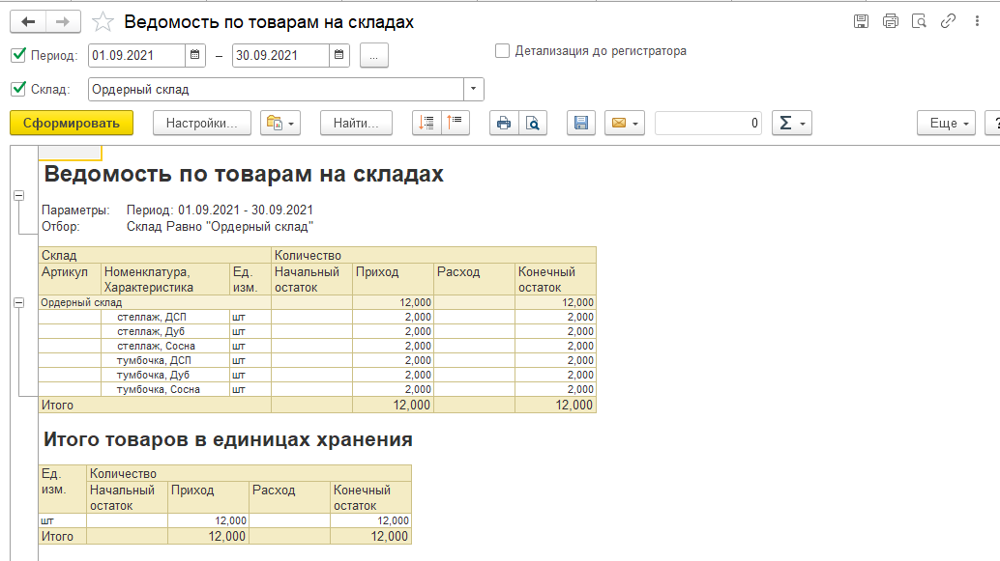 Ведомость по товарам на складах
Период: 01.09.2021 – 30.09.2021 ... Детализация до регистратора
Склад: Ордерный склад
Сформировать Настройки... Найти... 0 Σ Еще ?
Ведомость по товарам на складах
Параметры: Период: 01.09.2021 - 30.09.2021
Отбор: Склад Равно "Ордерный склад"
Склад Количество
Артикул Номенклатура, Ед. Начальный Приход Расход Конечный
Характеристика изм. остаток остаток
Ордерный склад 12,000 12,000
стеллаж, ДСП шт 2,000 2,000
стеллаж, Дуб шт 2,000 2,000
стеллаж, Сосна шт 2,000 2,000
тумбочка, ДСП шт 2,000 2,000
тумбочка, Дуб шт 2,000 2,000
тумбочка, Сосна шт 2,000 2,000
Итого 12,000 12,000
Итого товаров в единицах хранения
Ед. Количество
изм. Начальный Приход Расход Конечный
остаток остаток
шт 12,000 12,000
Итого 12,000 12,000